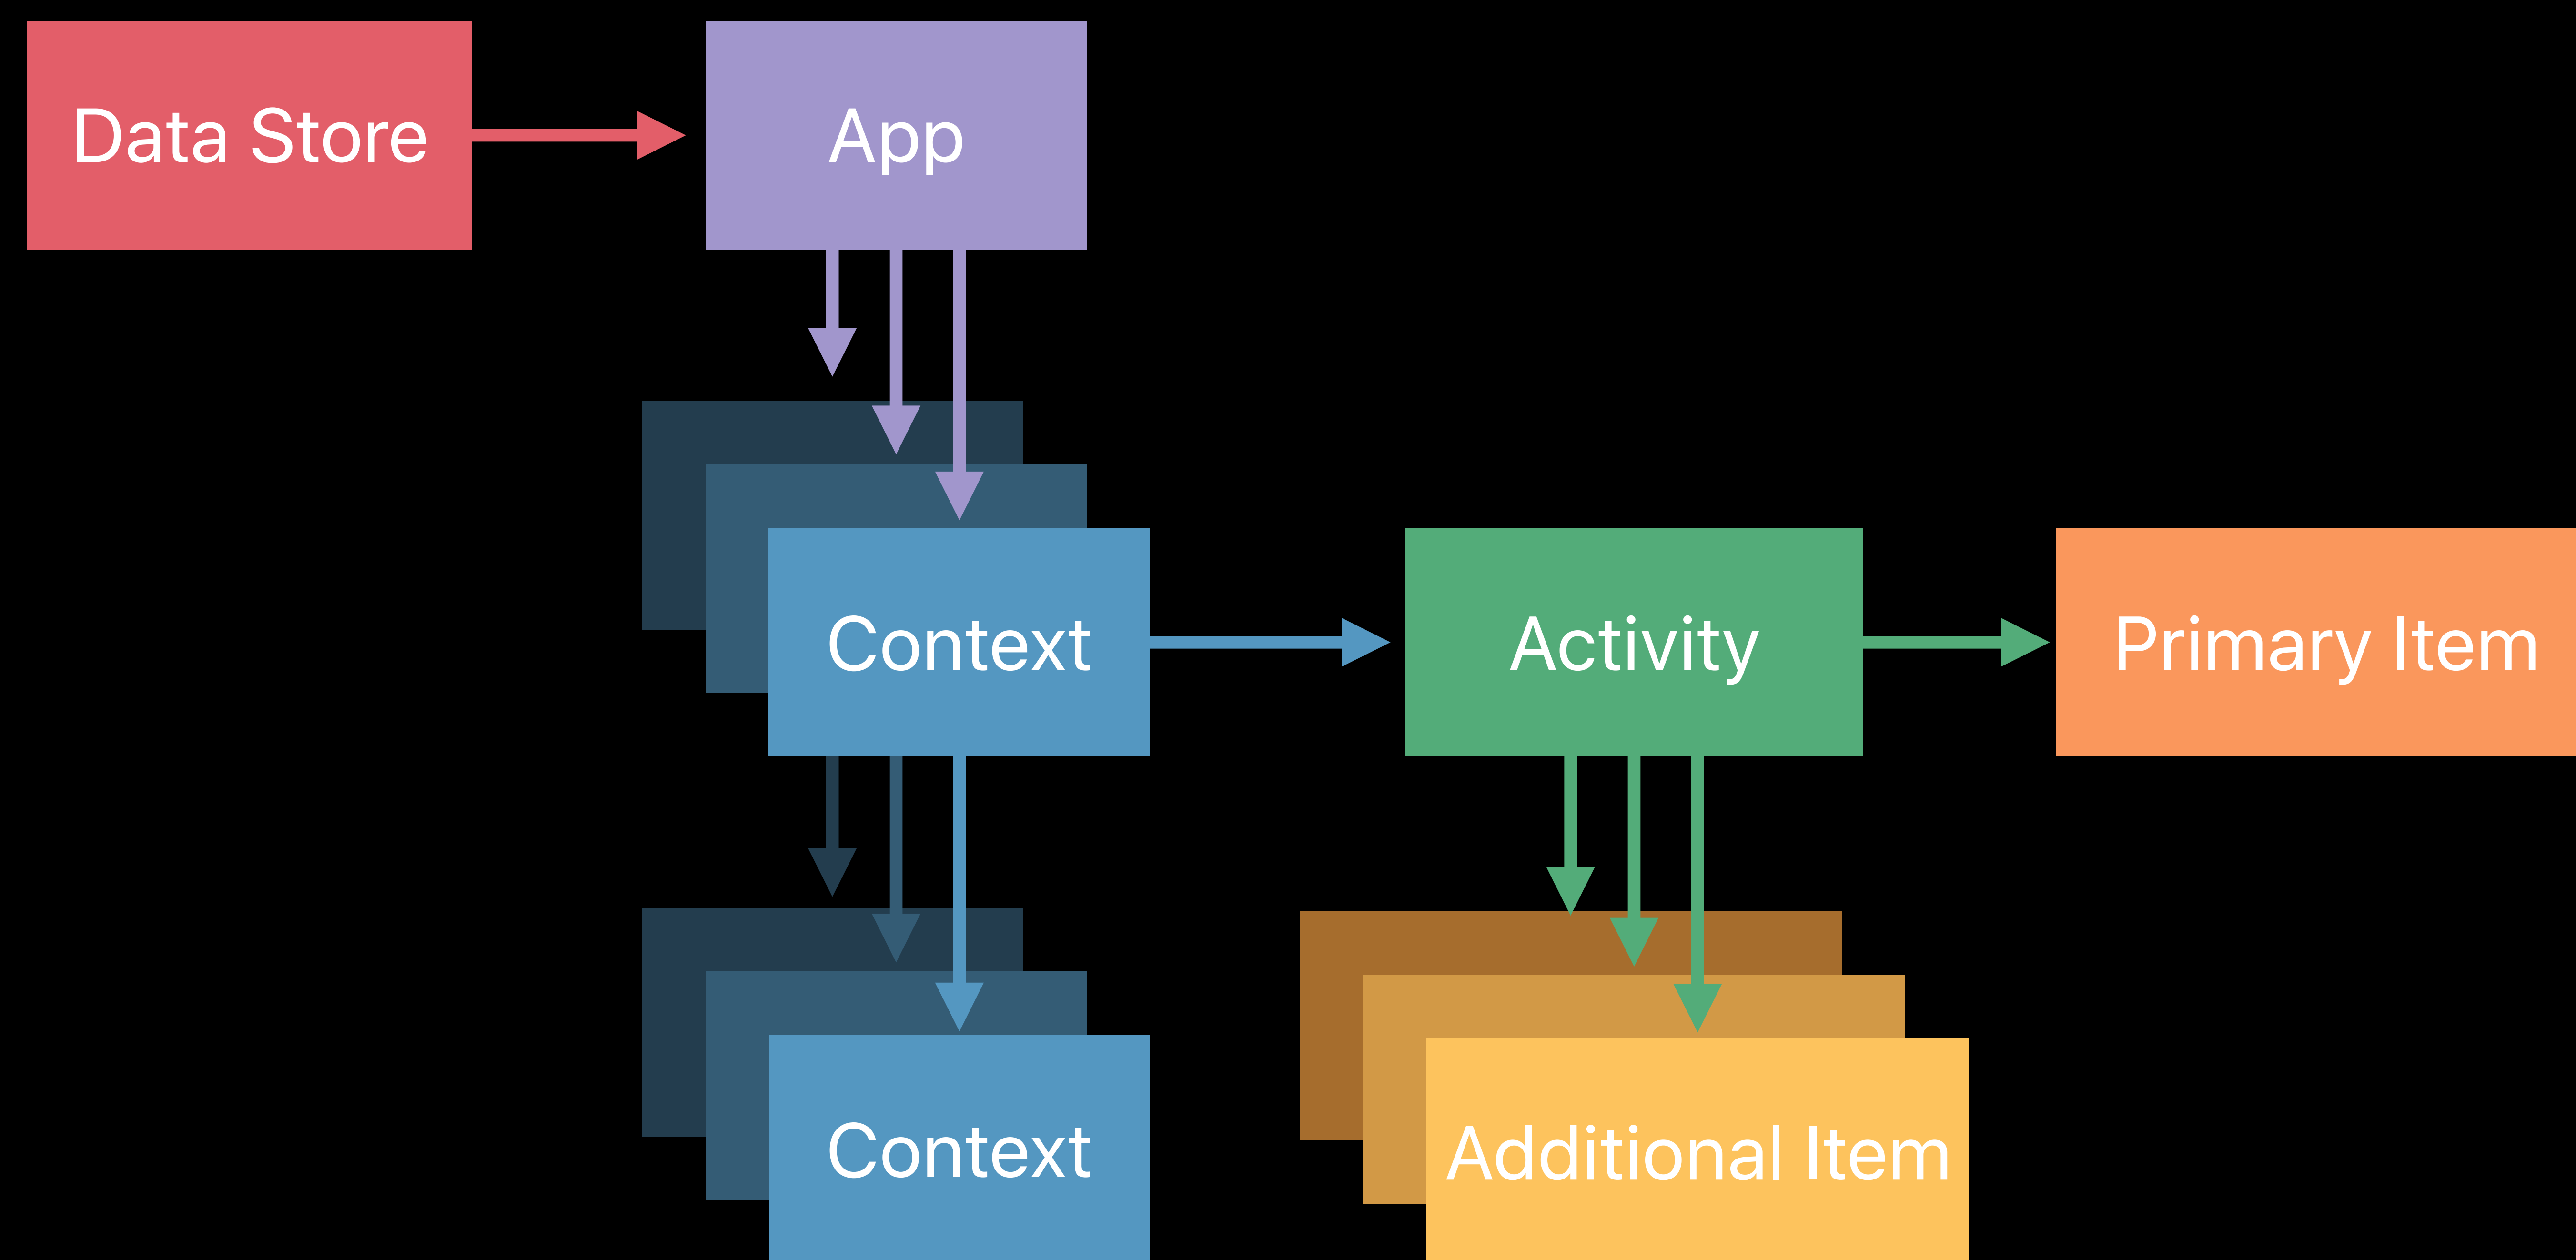 Data Store
App
Context
Activity
Primary Item
Context
Additional Item